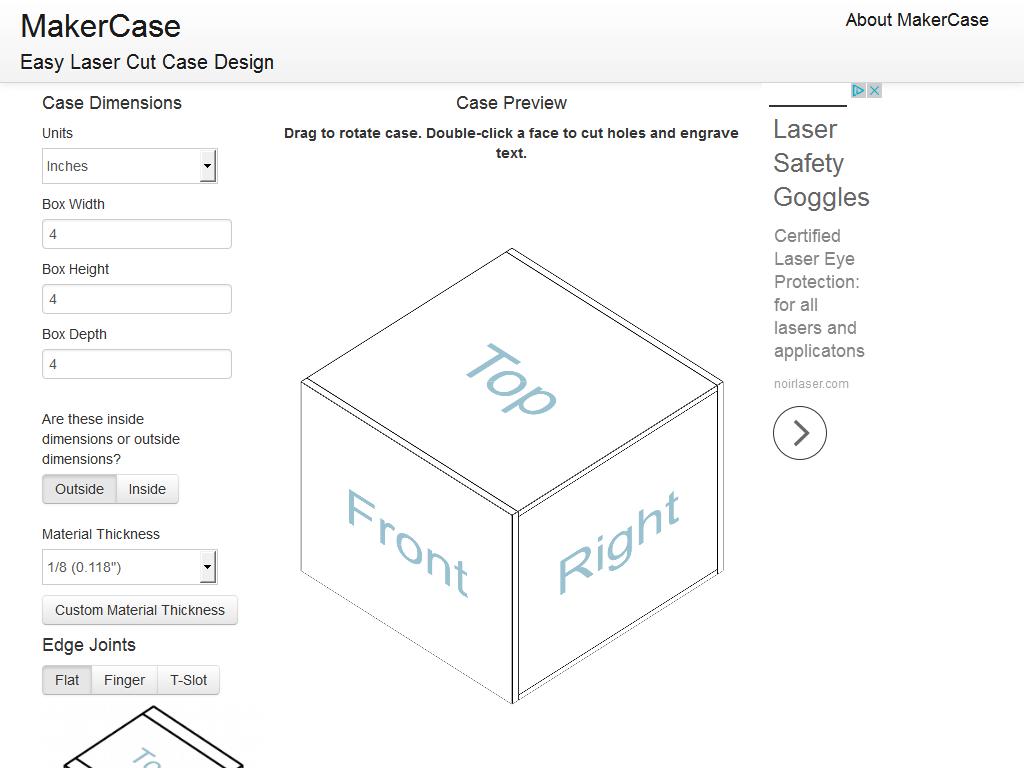 MakerCase
Easy Laser Cut Case Design
About MakerCase
Case Dimensions
Units
Inches
Box Width
4
Box Height
4
Box Depth
4
Are these inside
dimensions or outside
dimensions?
Outside Inside
Material Thickness
1/8 (0.118")
Custom Material Thickness
Edge Joints
Flat Finger T-Slot
To
Case Preview
Drag to rotate case. Double-click a face to cut holes and engrave
text.
Top
Front
Right
Laser
Safety
Goggles
Certified
Laser Eye
Protection:
for all
lasers and
applicatons
noirlaser.com